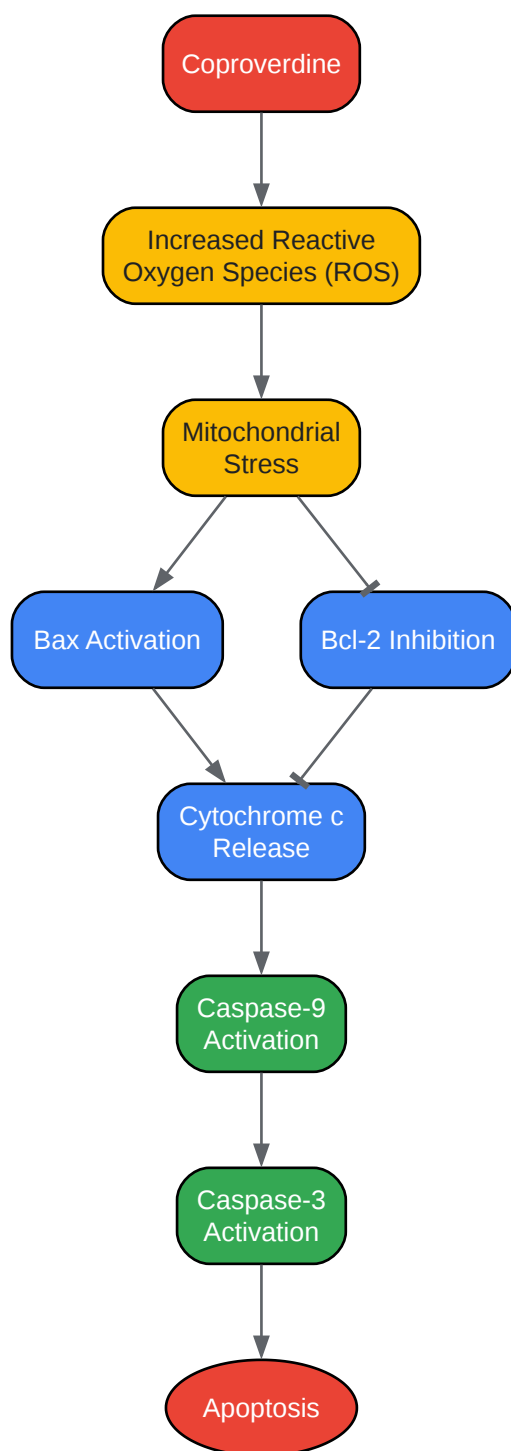 Coproverdine
Increased Reactive
Oxygen Species (ROS)
Mitochondrial
Stress
Bax Activation
Bcl-2 Inhibition
Cytochrome c
Release
Caspase-9
Activation
Caspase-3
Activation
Apoptosis